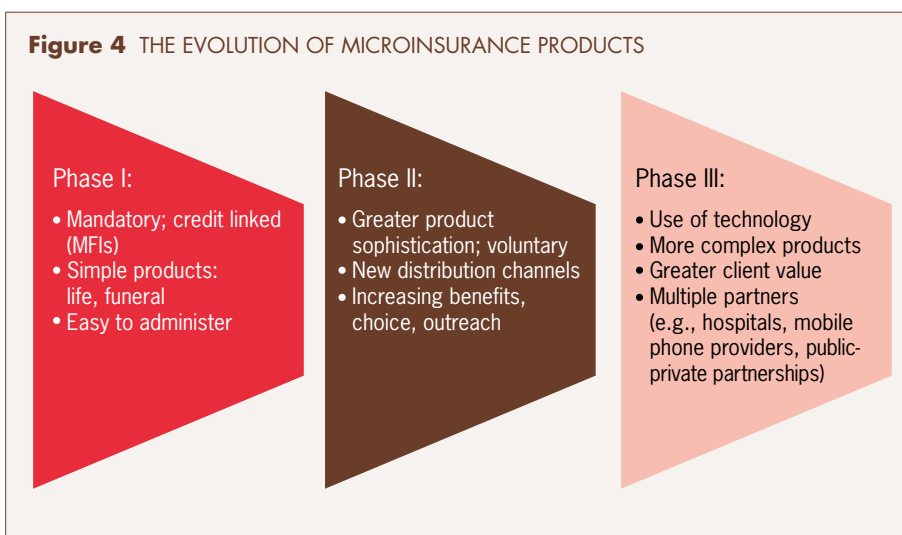 Figure 4 THE EVOLUTION OF MICROINSURANCE PRODUCTS
Phase I:
• Mandatory; credit linked
(MFIs)
• Simple products:
life, funeral
• Easy to administer
Phase II:
• Greater product
sophistication; voluntary
• New distribution channels
• Increasing benefits,
choice, outreach
Phase III:
• Use of technology
• More complex products
• Greater client value
• Multiple partners
(e.g., hospitals, mobile
phone providers, public-
private partnerships)